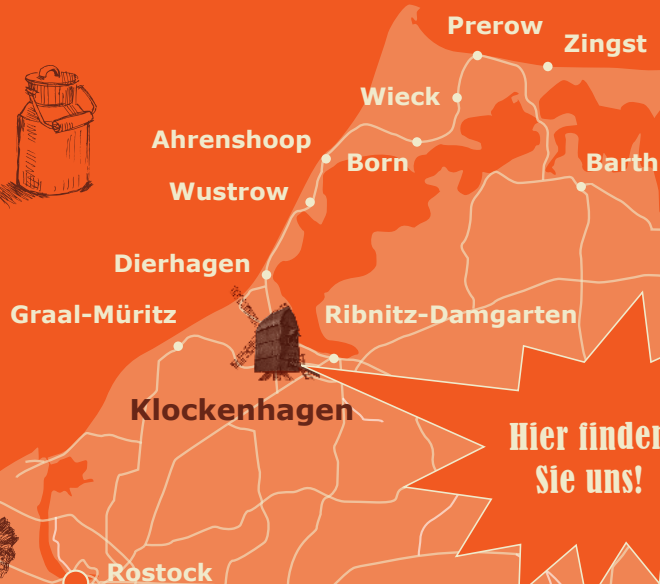 Prerow
Zingst
Wieck
Ahrenshoop
Born
Barth
Wustrow
Dierhagen
Graal-Müritz
Ribnitz-Damgarten
Klockenhagen
Hier finden
Sie uns!
Rostock